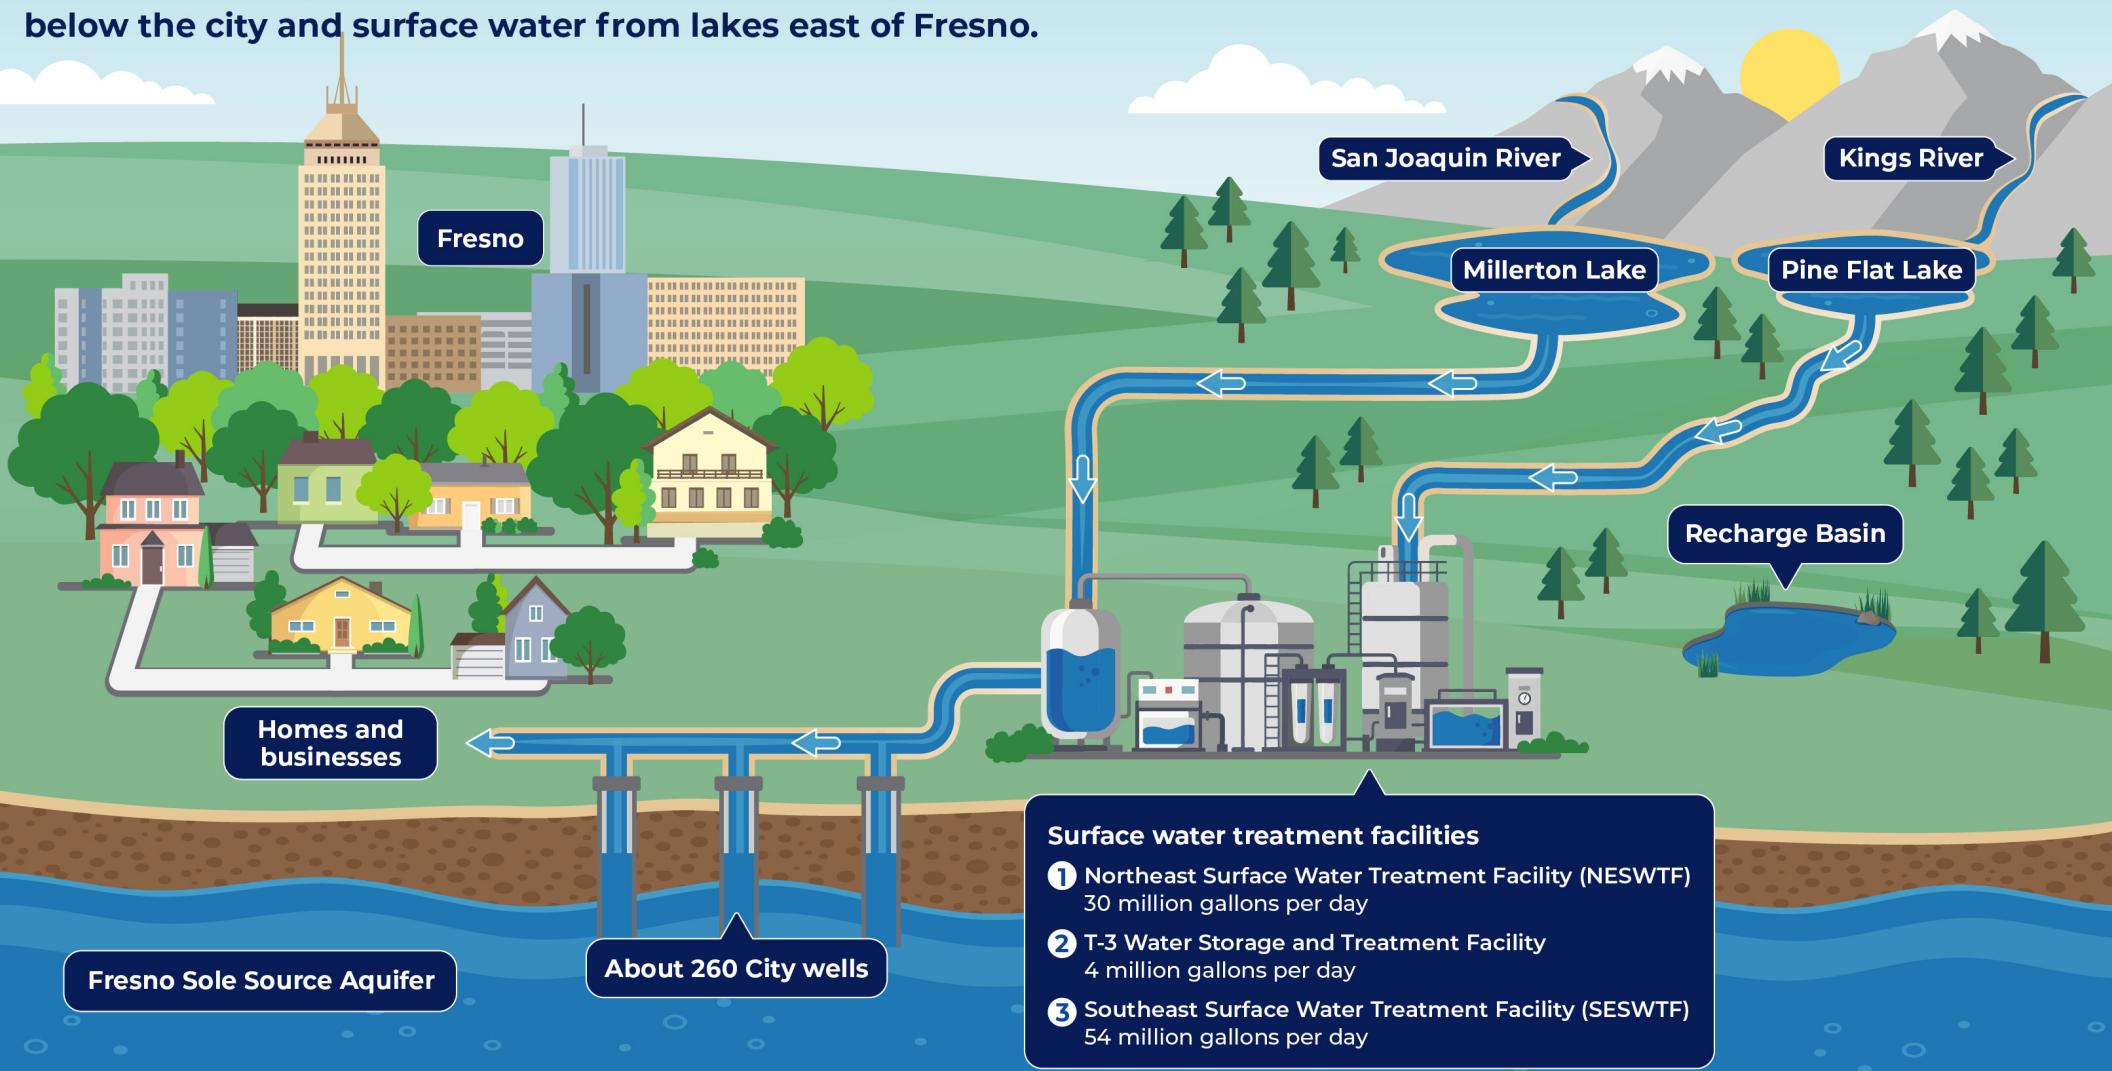 below the city and surface water from lakes east of Fresno.
San Joaquin River
Kings River
Fresno
Millerton Lake
Pine Flat Lake
Recharge Basin
Homes and
businesses
Surface water treatment facilities
1 Northeast Surface Water Treatment Facility (NESWTF)
30 million gallons per day
2 T-3 Water Storage and Treatment Facility
4 million gallons per day
3 Southeast Surface Water Treatment Facility (SESWTF)
54 million gallons per day
About 260 City wells
Fresno Sole Source Aquifer